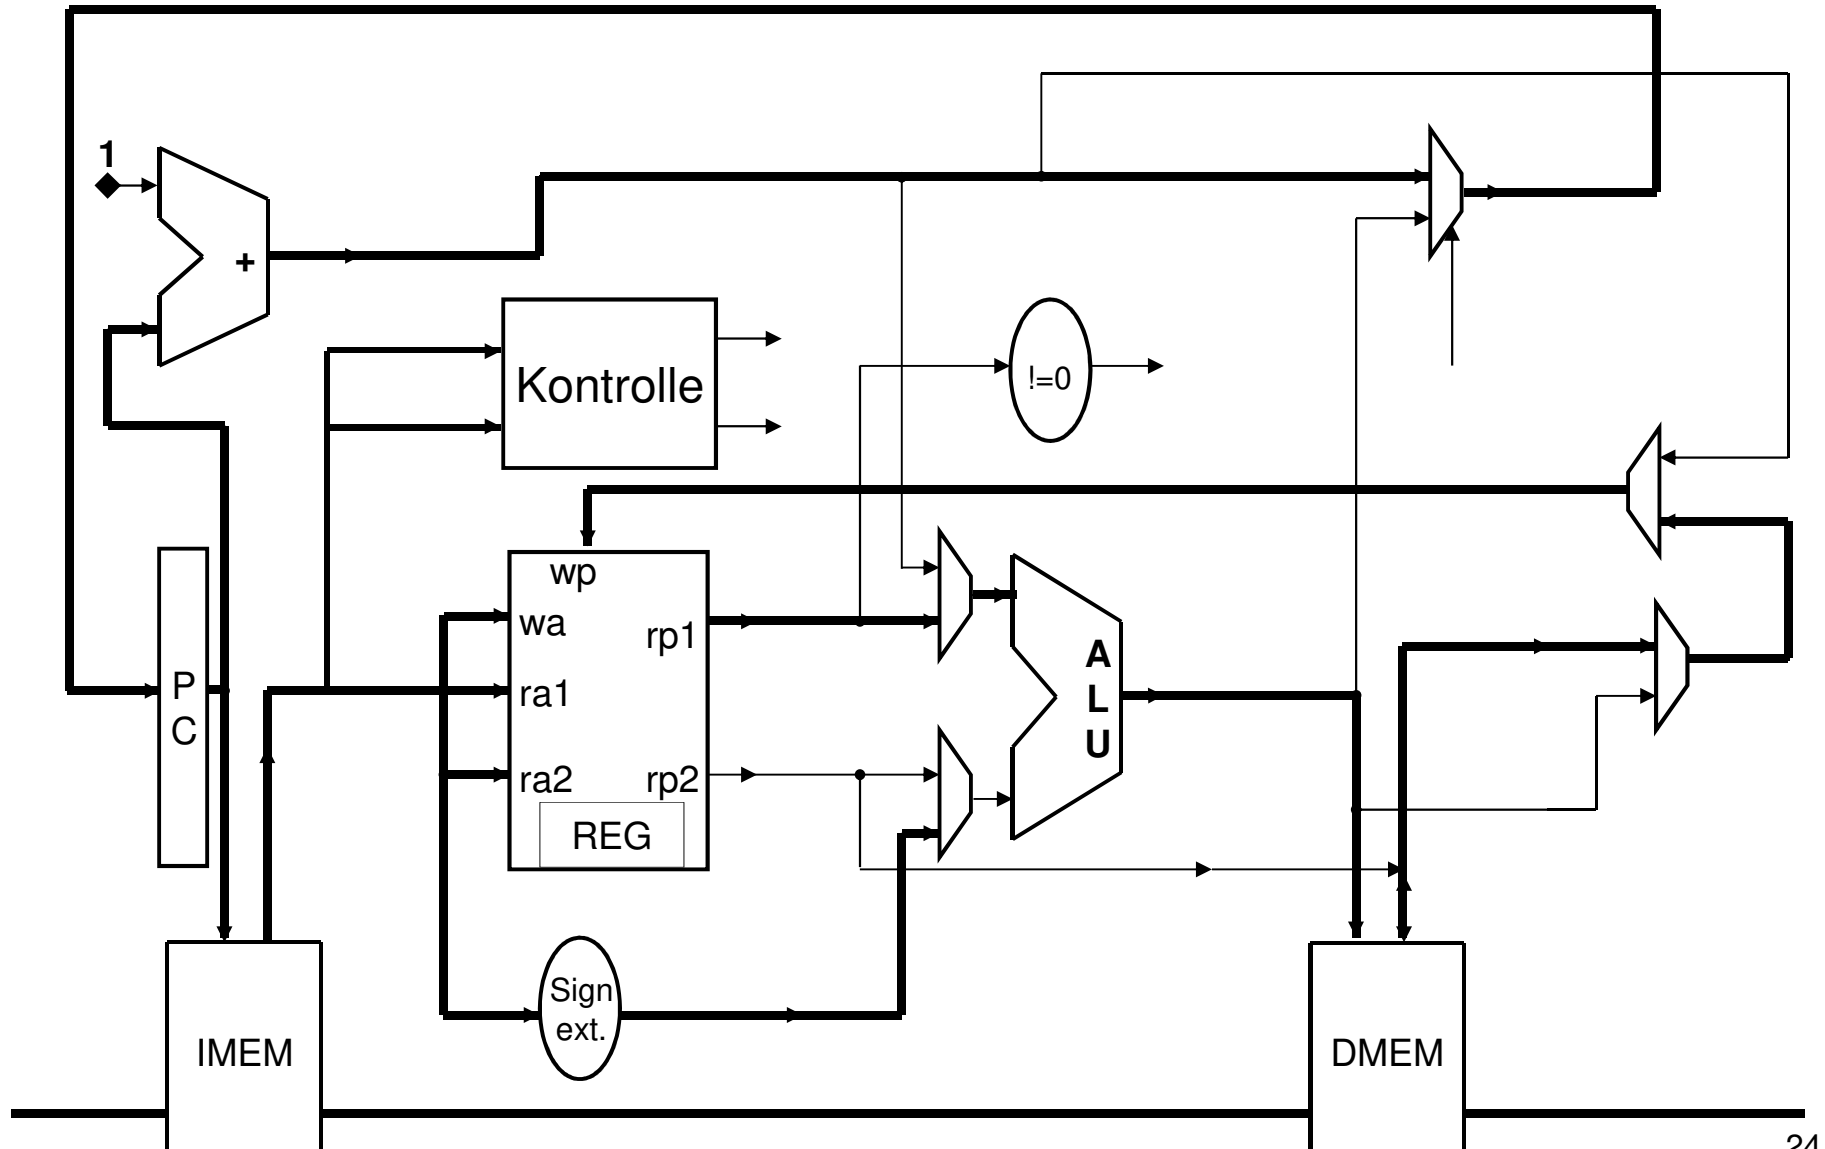 1
+
Kontrolle
!=0
wp
wa
rp1
ra1
ra2
rp2
REG
P
C
A
L
U
Sign
ext.
IMEM
DMEM
24